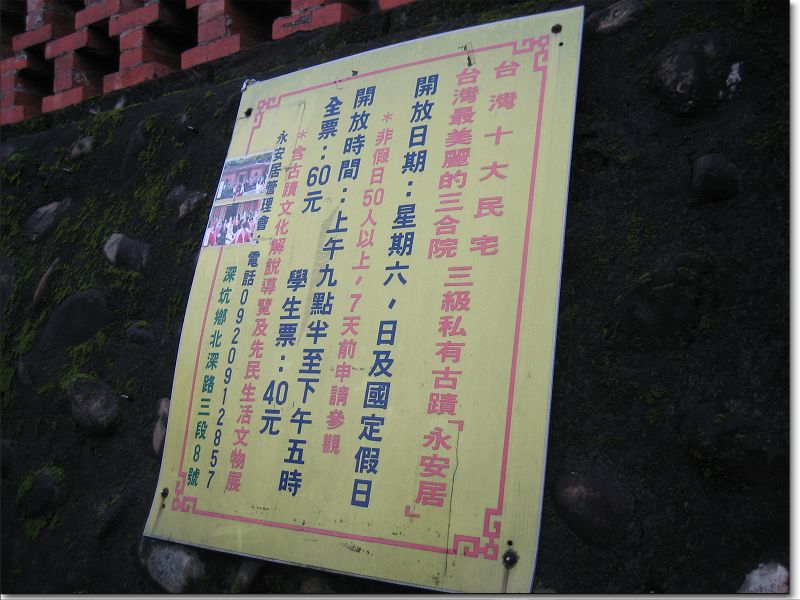 台灣十大民宅
台灣最美麗的三合院 三級私有古蹟「永安居」
開放日期：星期六，日及國定假日
＊非假日50人以上，7天前申請參觀
開放時間：上午九點半至下午五時
全票：60元 學生票：40元
＊含古蹟文化解說導覽及先民生活文物展
永安居管理會：電話0920912857
深坑鄉北深路三段8號